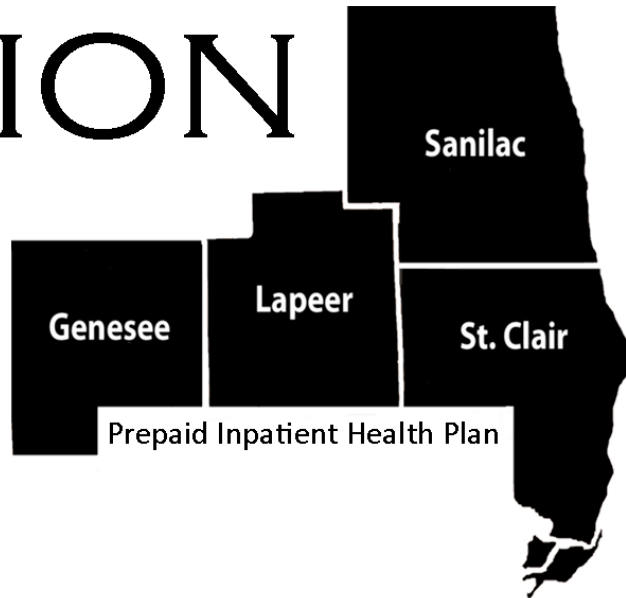 ION
Sanilac
Lapeer
Genesee
St. Clair
Prepaid Inpatient Health Plan